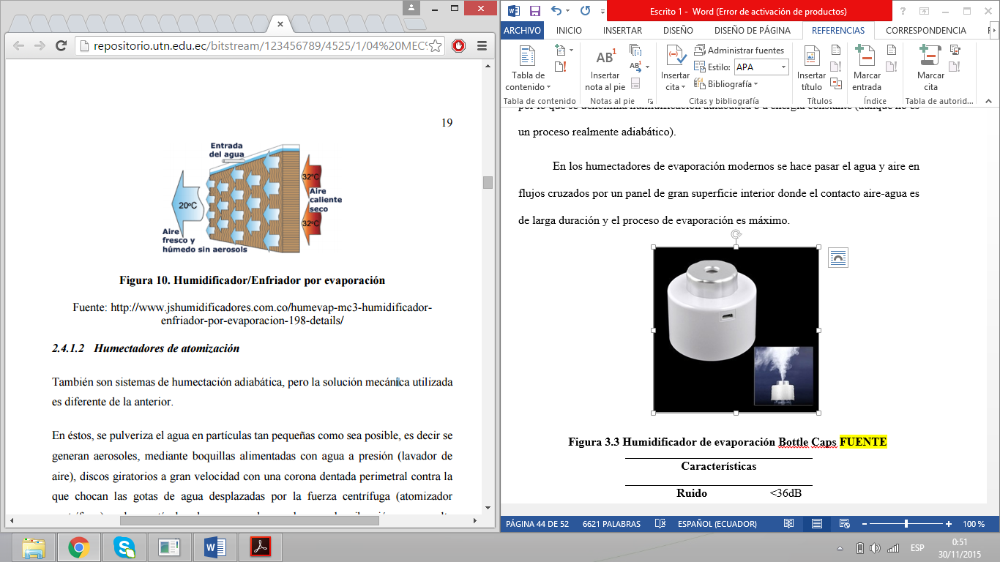 repositorio.utn.edu.ec/bitstream/123456789/4525/1/04%20MEC%
19
Entrada
del agua
32ºC
20ºC
Aire
caliente
seco
32ºC
Aire
fresco y
húmedo sin aerosols
Figura 10. Humidificador/Enfriador por evaporación
Fuente: http://www.jshumidificadores.com.co/humevap-mc3-humidificador-
enfriador-por-evaporacion-198-details/
2.4.1.2 Humectadores de atomización
También son sistemas de humectación adiabática, pero la solución mecánica utilizada
es diferente de la anterior.
En éstos, se pulveriza el agua en partículas tan pequeñas como sea posible, es decir se
generan aerosoles, mediante boquillas alimentadas con agua a presión (lavador de
aire), discos giratorios a gran velocidad con una corona dentada perimetral contra la
que chocan las gotas de agua desplazadas por la fuerza centrífuga (atomizador
Escrito 1 - Word (Error de activación de productos)
ARCHIVO INICIO INSERTAR DISEÑO DISEÑO DE PÁGINA REFERENCIAS CORRESPONDENCIA
Tabla de
contenido
Tabla de contenido
AB1
Insertar
nota al pie
AB
Notas al pie
Insertar
cita
Administrar fuentes
Estilo: APA
Bibliografía
Citas y bibliografía
Insertar
título
Títulos
Marcar
entrada
Índice
Marcar
cita
Tabla de autorid...
un proceso realmente adiabático).
En los humectadores de evaporación modernos se hace pasar el agua y aire en
flujos cruzados por un panel de gran superficie interior donde el contacto aire-agua es
de larga duración y el proceso de evaporación es máximo.
Figura 3.3 Humidificador de evaporación Bottle Caps FUENTE
Características
Ruido <36dB
PÁGINA 44 DE 52 6621 PALABRAS ESPAÑOL (ECUADOR) 100 %
ESP
0:51
30/11/2015